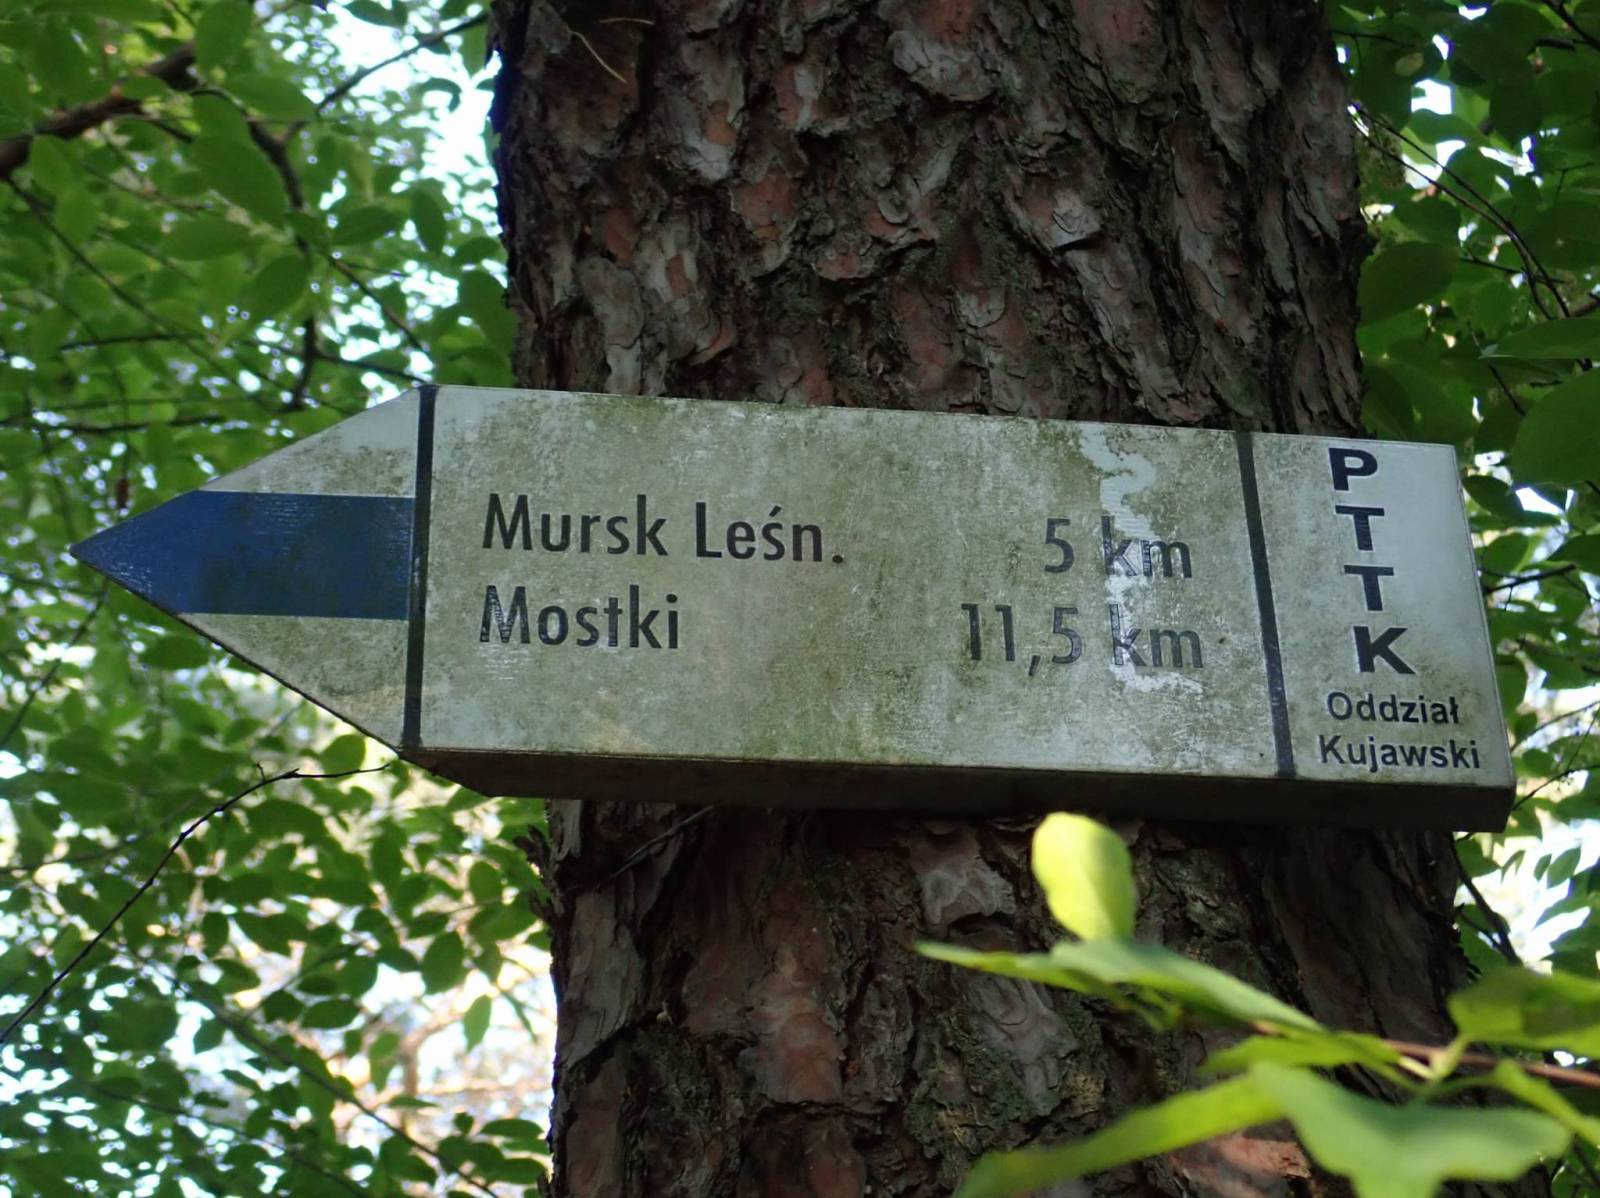 Mursk Leśn. 5 km
Mostki 11,5 km
PTTK
Oddział
Kujawski